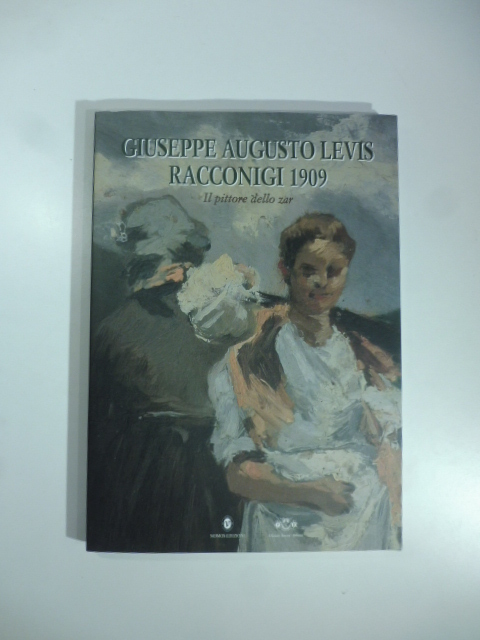 GIUSEPPE AUGUSTO LEVIS
RACCONIGI 1909
Il pittore dello zar